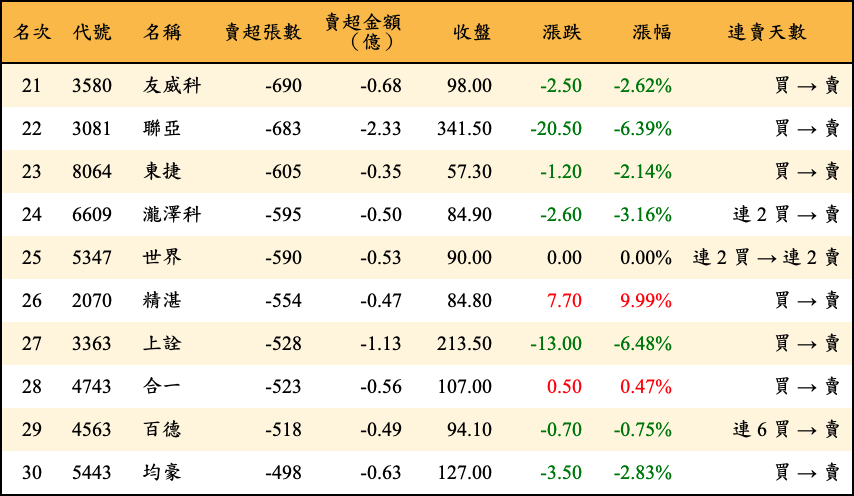 名次 代號 名稱 賣超張數 賣超金額（億） 收盤 漲跌 漲幅 連賣天數
21 3580 友威科 -690 -0.68 98.00 -2.50 -2.62% 買→賣
22 3081 聯亞 -683 -2.33 341.50 -20.50 -6.39% 買→賣
23 8064 東捷 -605 -0.35 57.30 -1.20 -2.14% 買→賣
24 6609 瀧澤科 -595 -0.50 84.90 -2.60 -3.16% 連2買→賣
25 5347 世界 -590 -0.53 90.00 0.00 0.00% 連2買→連2賣
26 2070 精湛 -554 -0.47 84.80 7.70 9.99% 買→賣
27 3363 上詮 -528 -1.13 213.50 -13.00 -6.48% 買→賣
28 4743 合一 -523 -0.56 107.00 0.50 0.47% 買→賣
29 4563 百德 -518 -0.49 94.10 -0.70 -0.75% 連6買→賣
30 5443 均豪 -498 -0.63 127.00 -3.50 -2.83% 買→賣